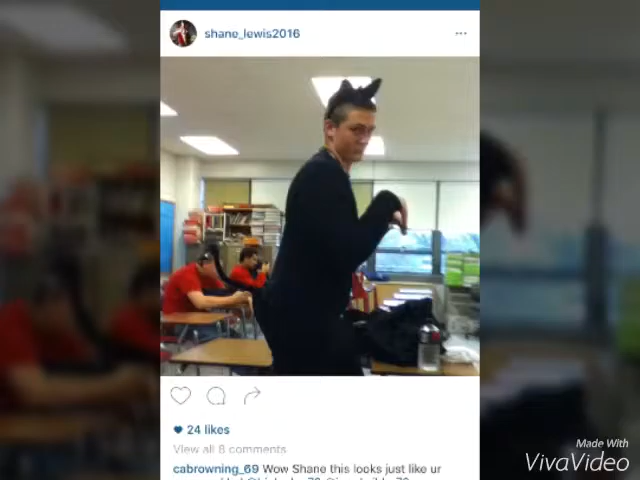 shane_lewis2016
24 likes
View all 8 comments
cabrowning_69 Wow Shane this looks just like ur
Made With
VivaVideo